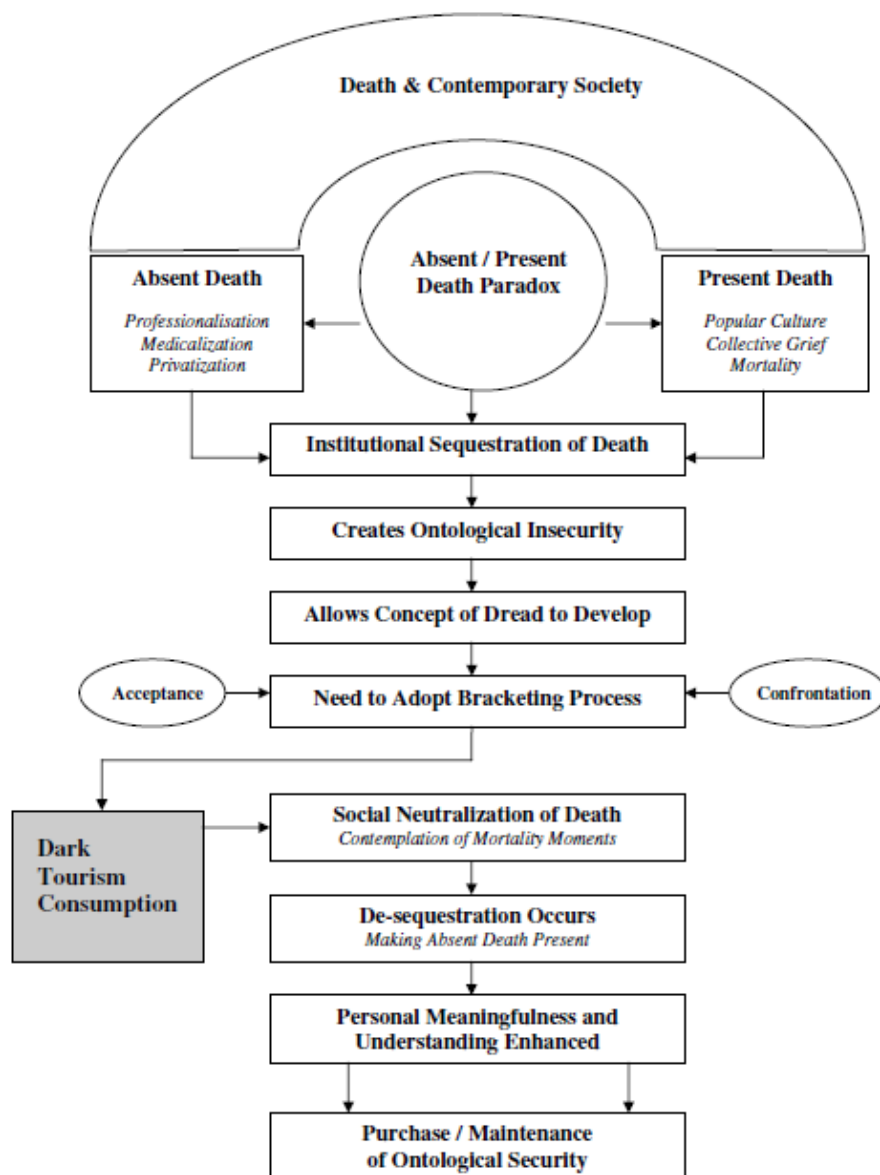 Death & Contemporary Society
Absent / Present
Death Paradox
Absent Death
Professionalisation
Medicalization
Privatization
Present Death
Popular Culture
Collective Grief
Mortality
Institutional Sequestration of Death
Creates Ontological Insecurity
Allows Concept of Dread to Develop
Acceptance
Need to Adopt Bracketing Process
Confrontation
Dark
Tourism
Consumption
Social Neutralization of Death
Contemplation of Mortality Moments
De-sequestration Occurs
Making Absent Death Present
Personal Meaningfulness and
Understanding Enhanced
Purchase / Maintenance
of Ontological Security